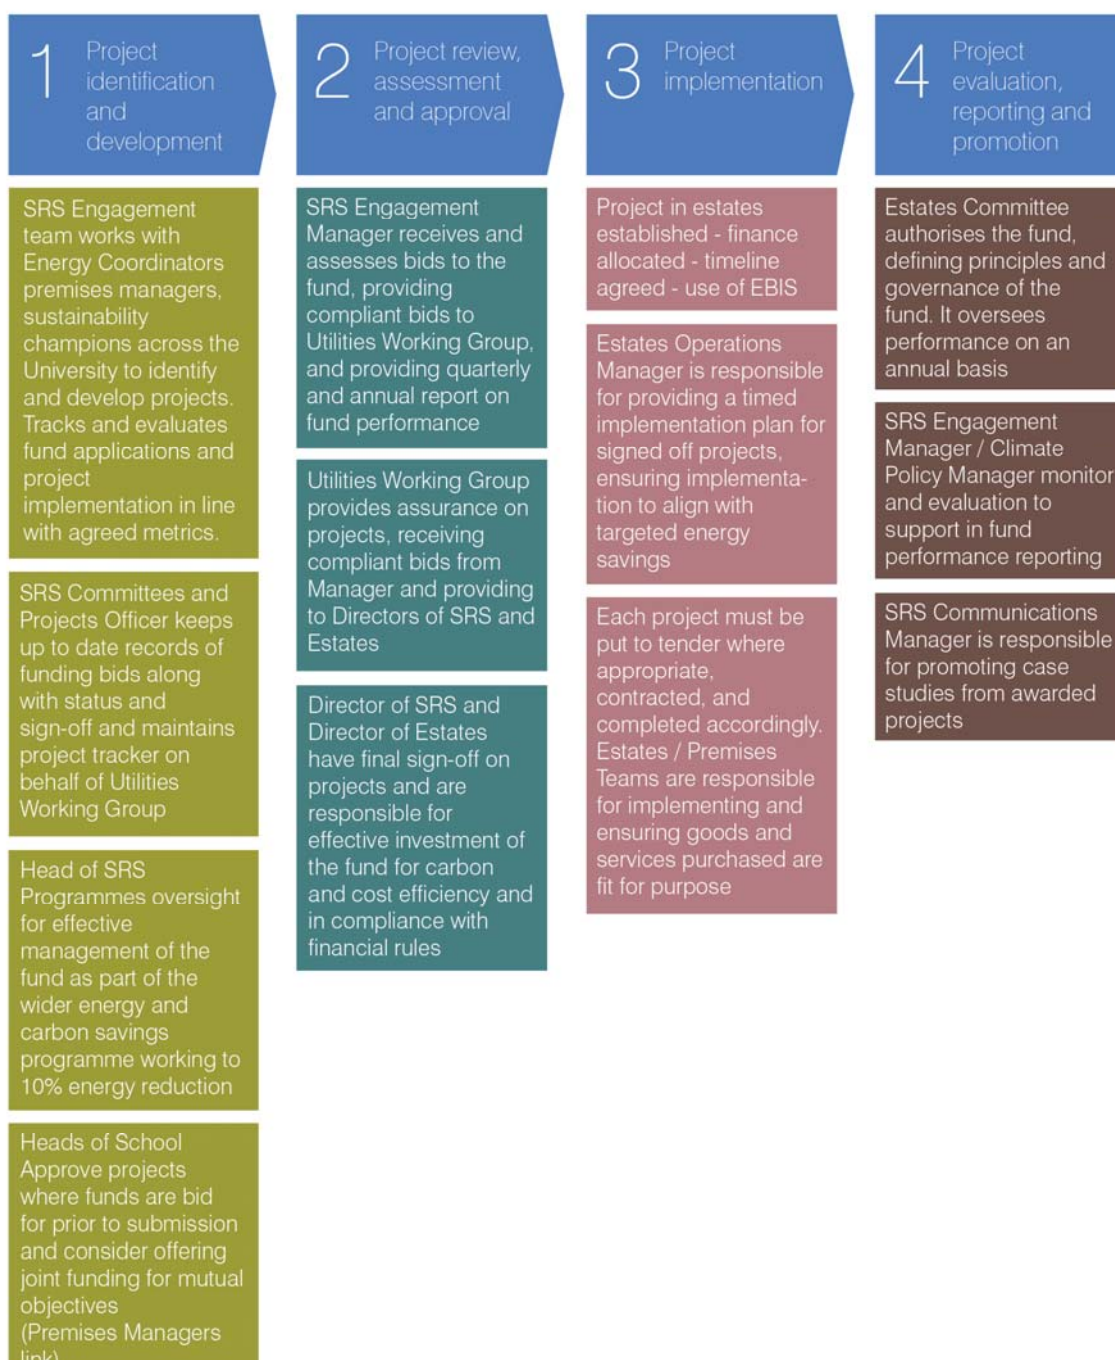 1 Project
identification
and
development
SRS Engagement
team works with
Energy Coordinators
premises managers,
sustainability
champions across the
University to identify
and develop projects.
Tracks and evaluates
fund applications and
project
implementation in line
with agreed metrics.
SRS Committees and
Projects Officer keeps
up to date records of
funding bids along
with status and
sign-off and maintains
project tracker on
behalf of Utilities
Working Group
Head of SRS
Programmes oversight
for effective
management of the
fund as part of the
wider energy and
carbon savings
programme working to
10% energy reduction
Heads of School
Approve projects
where funds are bid
for prior to submission
and consider offering
joint funding for mutual
objectives
(Premises Managers
link)
2 Project review,
assessment
and approval
SRS Engagement
Manager receives and
assesses bids to the
fund, providing
compliant bids to
Utilities Working Group,
and providing quarterly
and annual report on
fund performance
Utilities Working Group
provides assurance on
projects, receiving
compliant bids from
Manager and providing
to Directors of SRS and
Estates
Director of SRS and
Director of Estates
have final sign-off on
projects and are
responsible for
effective investment of
the fund for carbon
and cost efficiency and
in compliance with
financial rules
3 Project
implementation
Project in estates
established - finance
allocated - timeline
agreed - use of EBIS
Estates Operations
Manager is responsible
for providing a timed
implementation plan for
signed off projects,
ensuring implementa-
tion to align with
targeted energy
savings
Each project must be
put to tender where
appropriate,
contracted, and
completed accordingly.
Estates / Premises
Teams are responsible
for implementing and
ensuring goods and
services purchased are
fit for purpose
4 Project
evaluation,
reporting and
promotion
Estates Committee
authorises the fund,
defining principles and
governance of the
fund. It oversees
performance on an
annual basis
SRS Engagement
Manager / Climate
Policy Manager monitor
and evaluation to
support in fund
performance reporting
SRS Communications
Manager is responsible
for promoting case
studies from awarded
projects